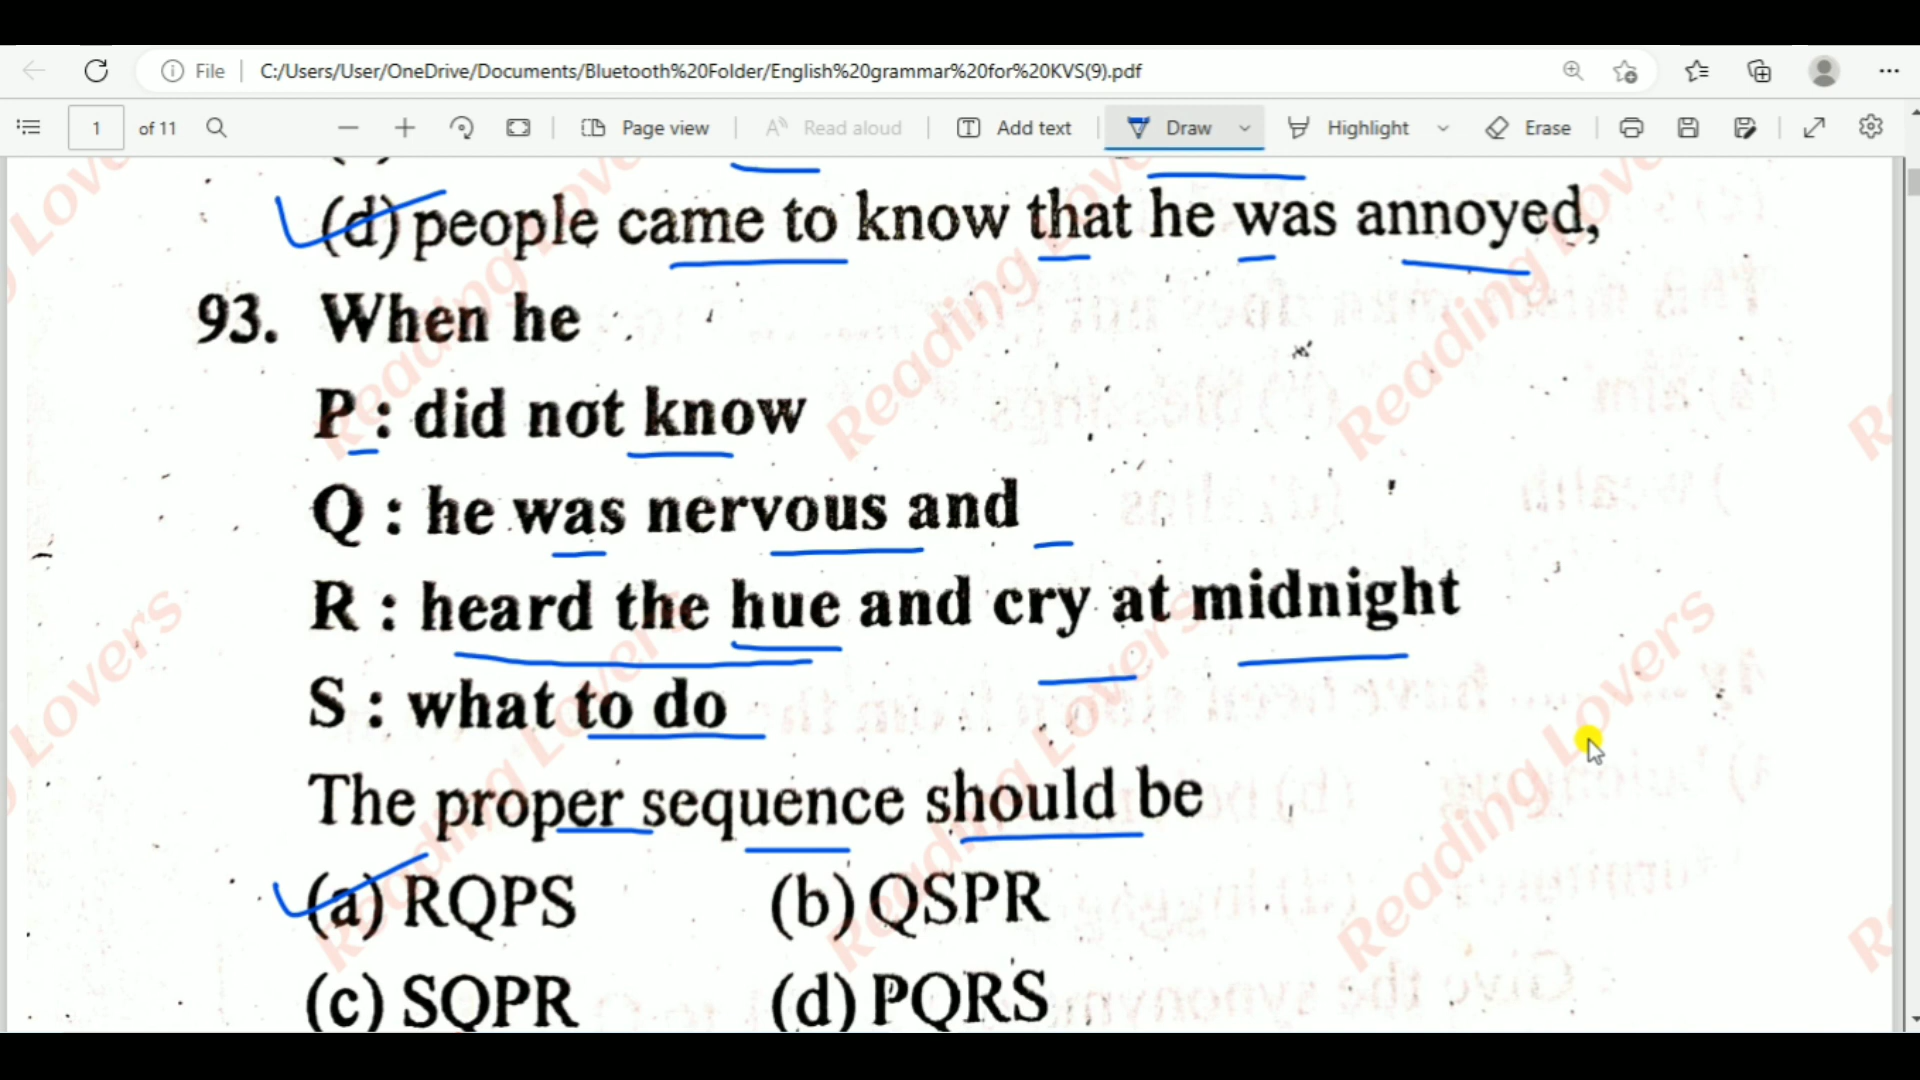 File
C:/Users/User/OneDrive/Documents/Bluetooth%20Folder/English%20grammar%20for%20KVS(9).pdf
1 of 11
Page view
Read aloud
Add text
Draw
Highlight
Erase
(d) people came to know that he was annoyed,
93. When he
P : did not know
Q : he was nervous and
R : heard the hue and cry at midnight
S : what to do
The proper sequence should be
(a) RQPS (b) QSPR
(c) SQPR (d) PQRS
Reading Lovers